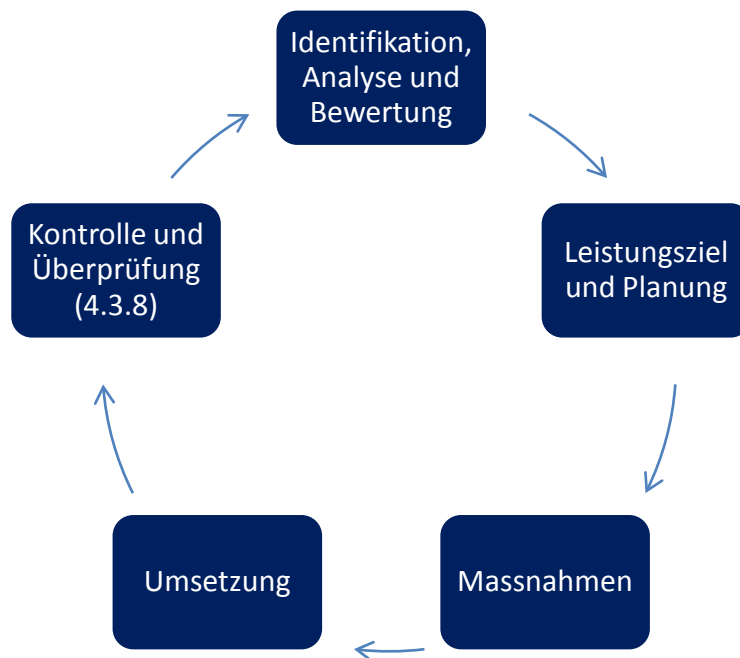 Identifikation,
Analyse und
Bewertung
Leistungsziel
und Planung
Massnahmen
Umsetzung
Kontrolle und
Überprüfung
(4.3.8)